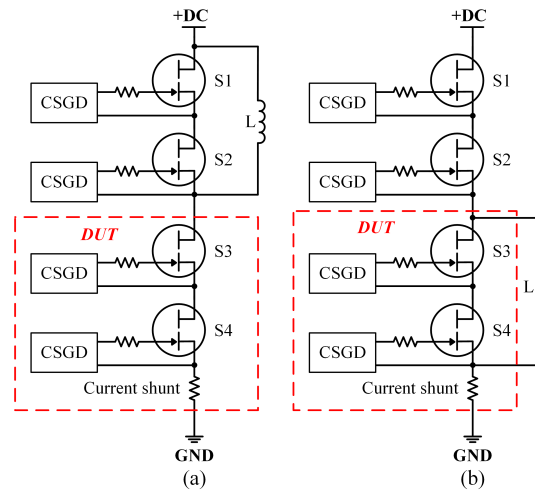 +DC
S1
CSGD
L
S2
CSGD
DUT
S3
CSGD
S4
CSGD
Current shunt
GND
(a)
+DC
S1
CSGD
S2
CSGD
DUT
S3
CSGD
L
S4
CSGD
Current shunt
GND
(b)